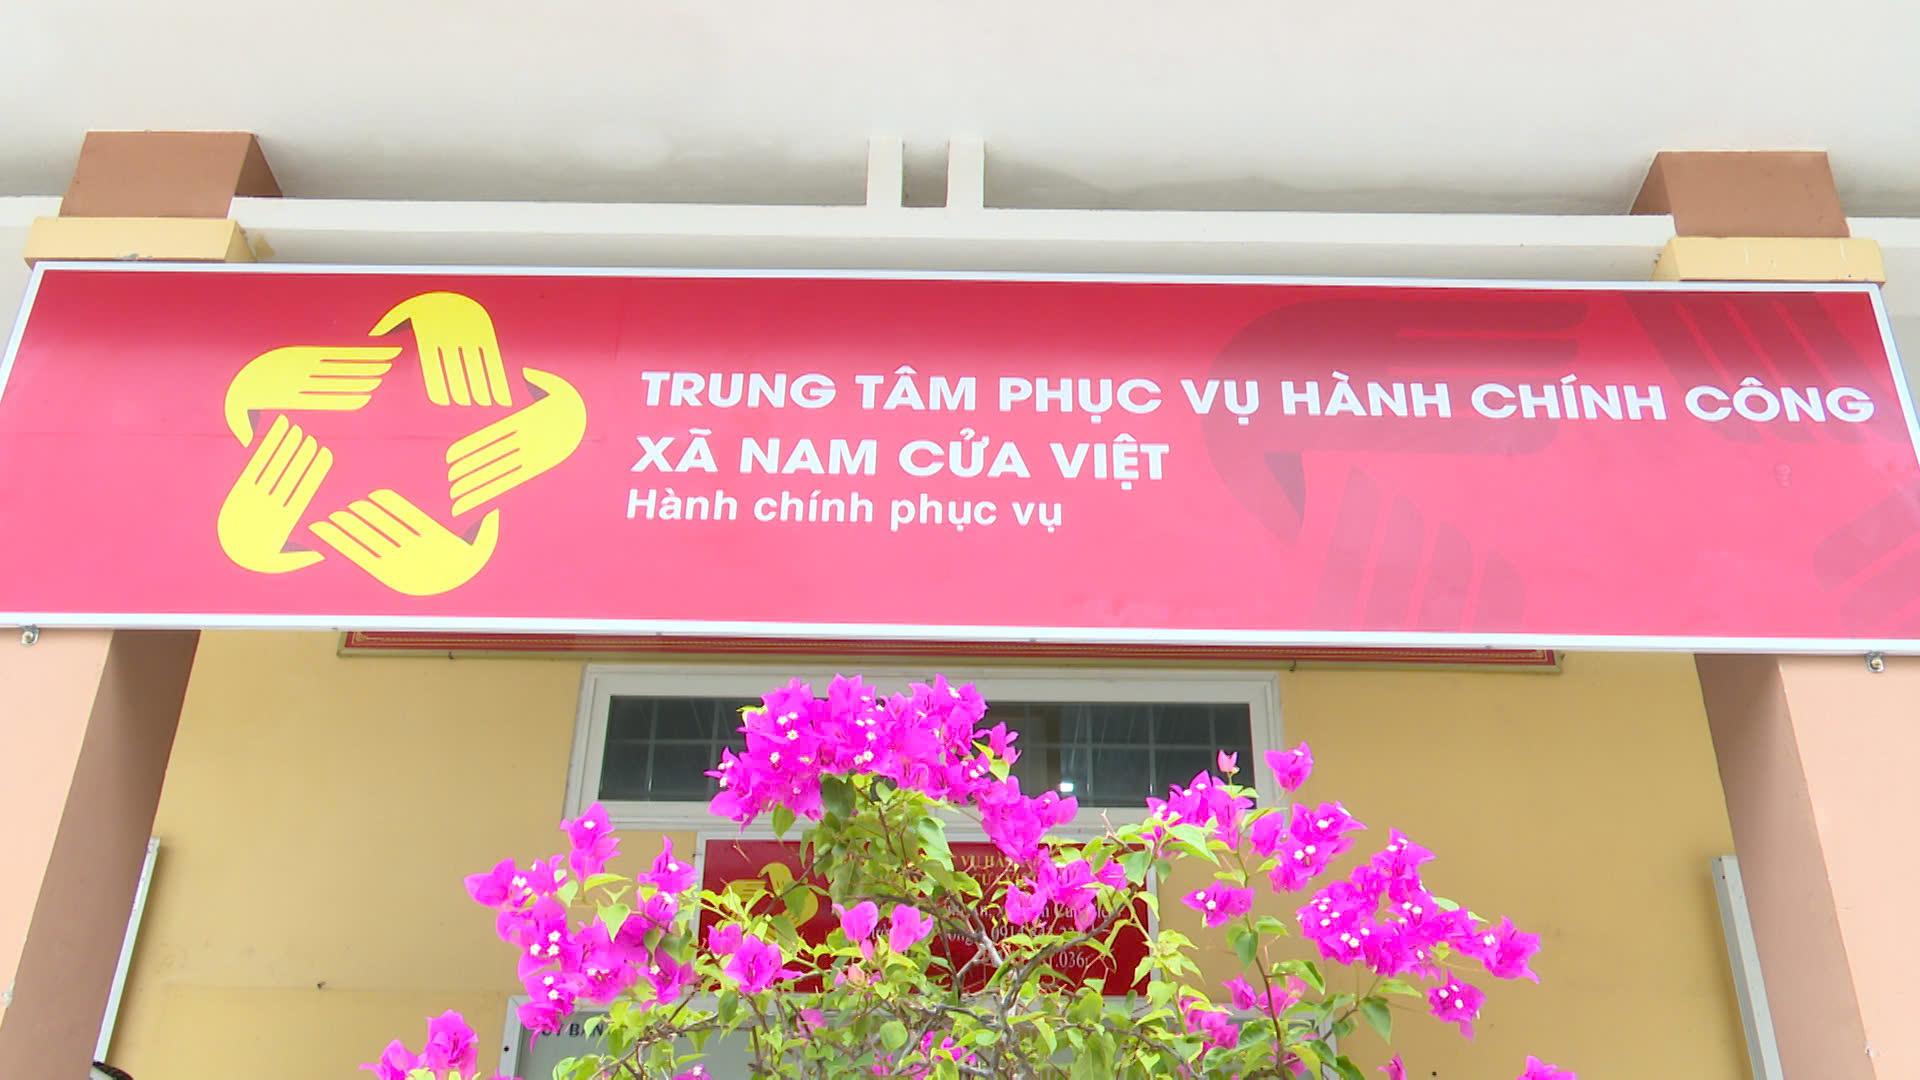 TRUNG TÂM PHỤC VỤ HÀNH CHÍNH CÔNG
XÃ NAM CỬA VIỆT
Hành chính phục vụ